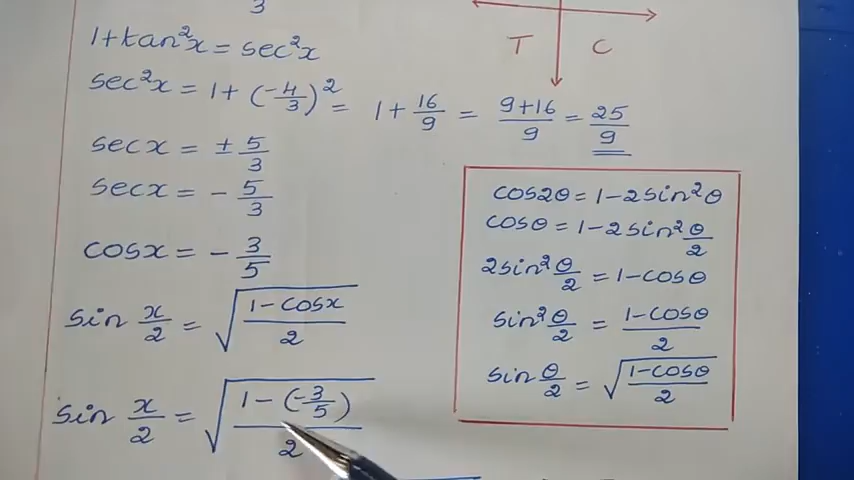 3
T C
1+tan²x = sec²x
sec²x = 1+(-4/3)² = 1+16/9 = 9+16/9 = 25/9
secx = ± 5/3
secx = - 5/3
cosx = - 3/5
sin x/2 = √(1-cosx/2)
sin x/2 = √(1-(-3/5)/2)
cos2θ = 1-2sin²θ
cosθ = 1-2sin²θ/2
2sin²θ/2 = 1-cosθ
sin²θ/2 = 1-cosθ/2
sin θ/2 = √(1-cosθ/2)